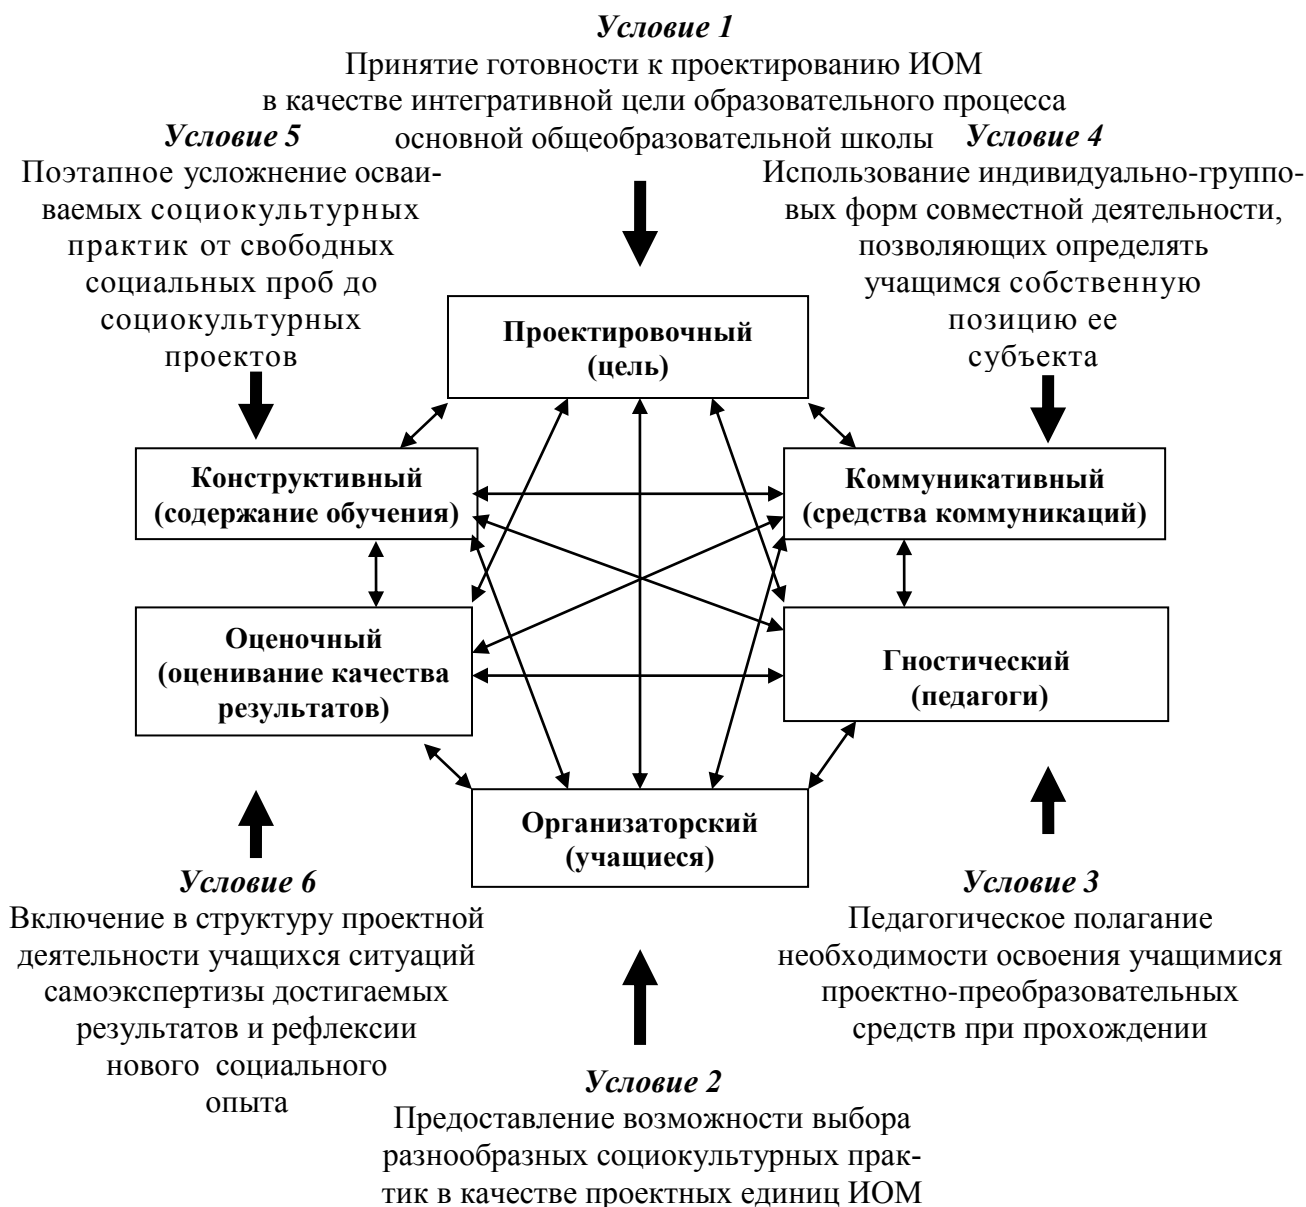 Условие 1
Принятие готовности к проектированию ИОМ
в качестве интегративной цели образовательного процесса
основной общеобразовательной школы
Условие 5
Поэтапное усложнение осваи-
ваемых социокультурных
практик от свободных
социальных проб до
социокультурных
проектов
Условие 4
Использование индивидуально-группо-
вых форм совместной деятельности,
позволяющих определять
учащимся собственную
позицию ее
субъекта
Проектировочный
(цель)
Конструктивный
(содержание обучения)
Коммуникативный
(средства коммуникаций)
Оценочный
(оценивание качества
результатов)
Гностический
(педагоги)
Организаторский
(учащиеся)
Условие 6
Включение в структуру проектной
деятельности учащихся ситуаций
самоэкспертизы достигаемых
результатов и рефлексии
нового социального
опыта
Условие 3
Педагогическое полагание
необходимости освоения учащимися
проектно-преобразовательных
средств при прохождении
Условие 2
Предоставление возможности выбора
разнообразных социокультурных прак-
тик в качестве проектных единиц ИОМ